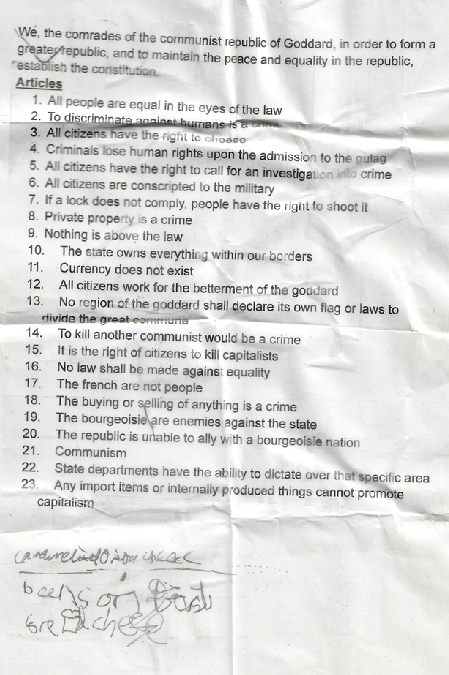 We, the comrades of the communist republic of Goddard, in order to form a
greater republic, and to maintain the peace and equality in the republic,
establish the constitution.
Articles
1. All people are equal in the eyes of the law
2. To discriminate against humans is a crime
3. All citizens have the right to choose
4. Criminals lose human rights upon the admission to the gulag
5. All citizens have the right to call for an investigation into crime
6. All citizens are conscripted to the military
7. If a lock does not comply, people have the right to shoot it
8. Private property is a crime
9. Nothing is above the law
10. The state owns everything within our borders
11. Currency does not exist
12. All citizens work for the betterment of the goddard
13. No region of the goddard shall declare its own flag or laws to
divide the great commune
14. To kill another communist would be a crime
15. It is the right of citizens to kill capitalists
16. No law shall be made against equality
17. The french are not people
18. The buying or selling of anything is a crime
19. The bourgeoisie are enemies against the state
20. The republic is unable to ally with a bourgeoisie nation
21. Communism
22. State departments have the ability to dictate over that specific area
23. Any import items or internally produced things cannot promote
capitalism